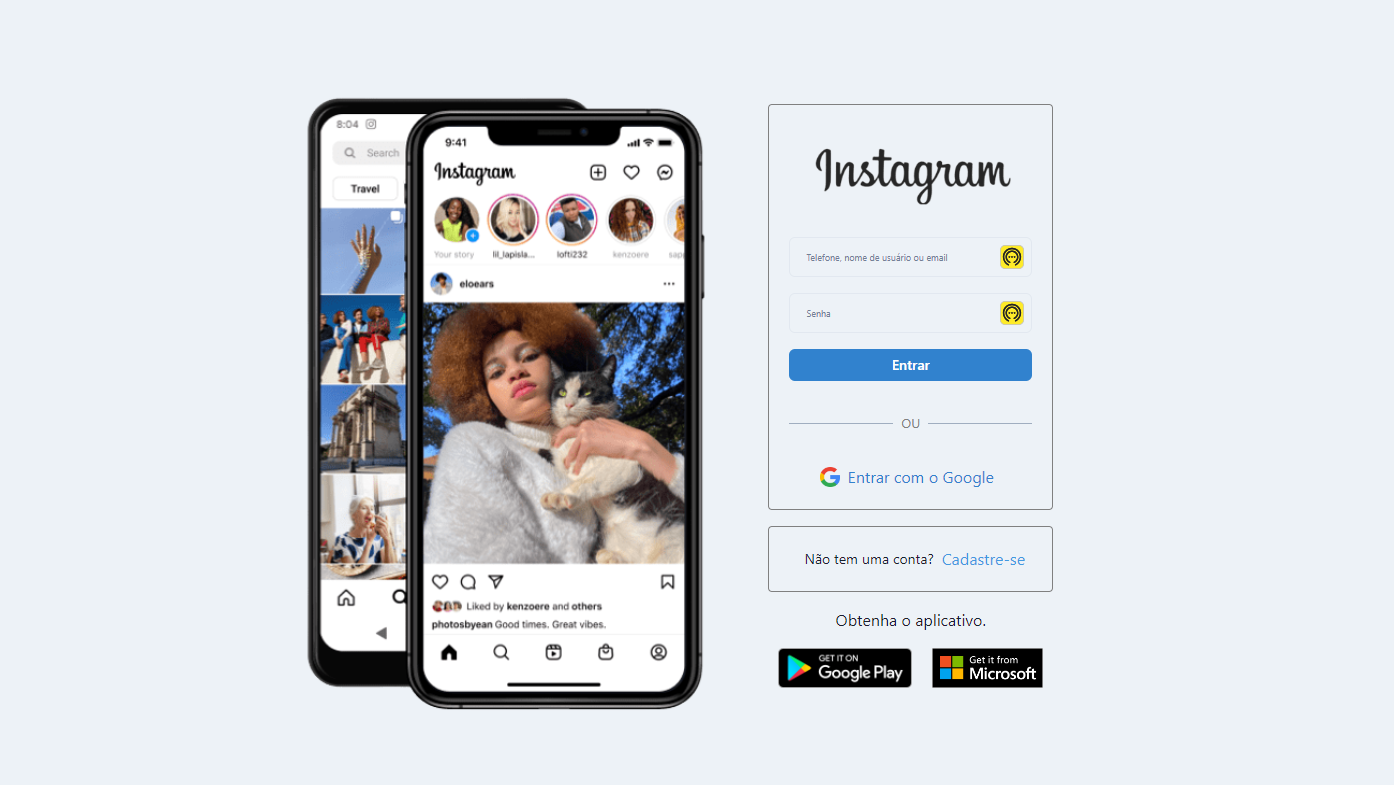 8:04
Search
Travel
9:41
Instagram
Your story
lil_lapisla...
lofti232
kenzoere
sapp
eloears
Liked by kenzoere and others
photosbyean Good times. Great vibes.
Instagram
Telefone, nome de usuário ou email
Senha
Entrar
OU
Entrar com o Google
Não tem uma conta? Cadastre-se
Obtenha o aplicativo.
GET IT ON
Google Play
Get it from
Microsoft